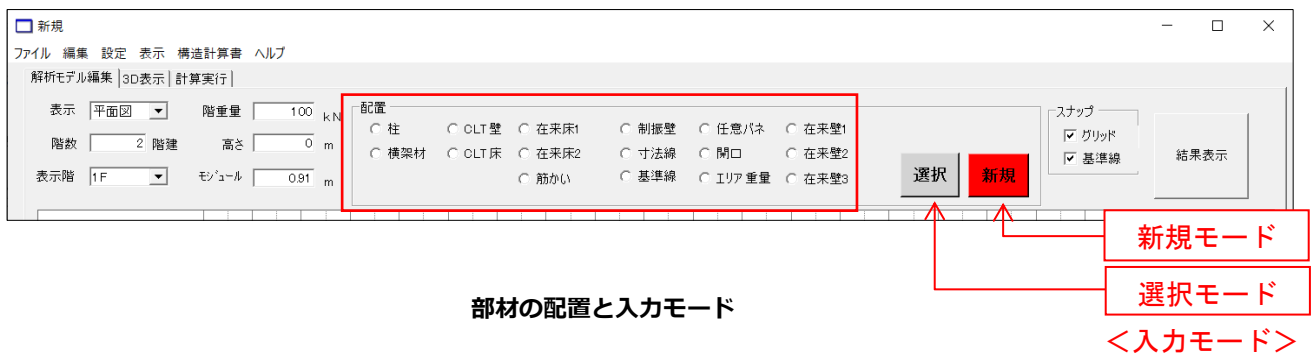 新規
ファイル 編集 設定 表示 構造計算書 ヘルプ
解析モデル編集 3D表示 計算実行
表示 平面図 階重量 100 kN 配置 スナップ
柱 CLT壁 在来床1 制振壁 任意バネ 在来壁1 グリッド
階数 2 階建 高さ 0 m 横架材 CLT床 在来床2 寸法線 開口 在来壁2 基準線 結果表示
表示階 1F モジュール 0.91 m 筋かい 基準線 エリア重量 在来壁3 選択 新規
新規モード
選択モード
部材の配置と入力モード
＜入力モード＞